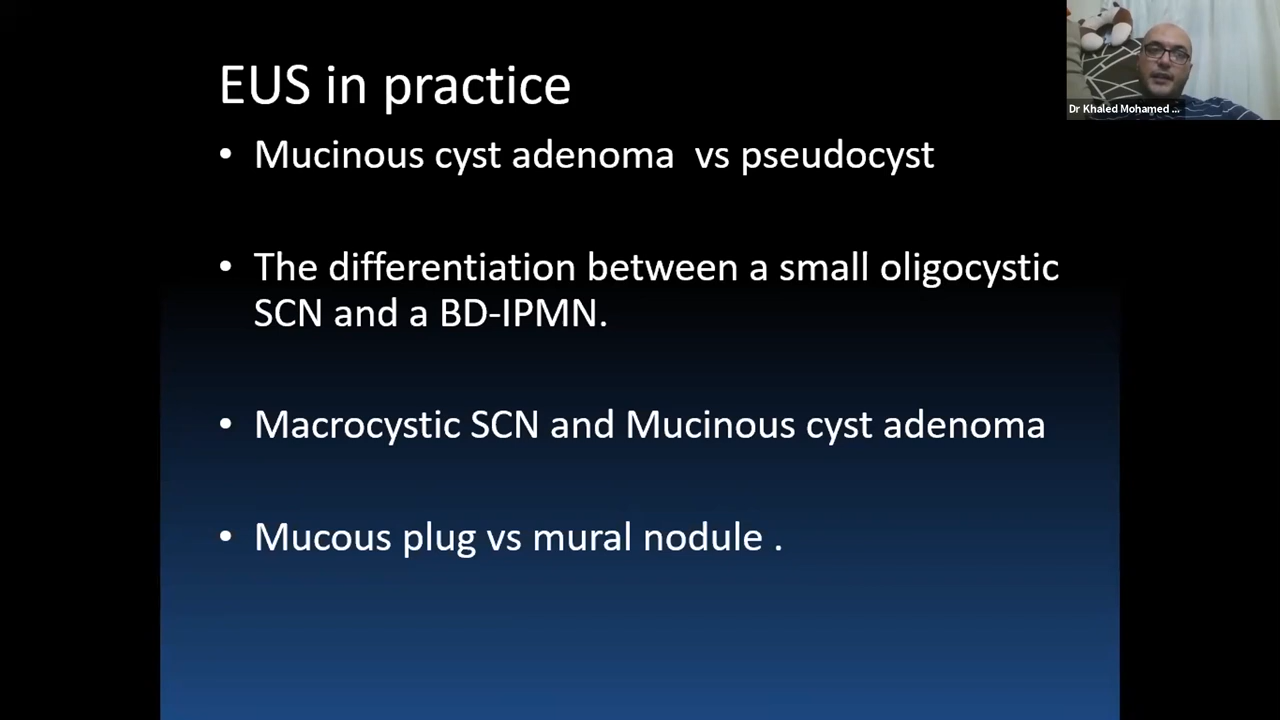 EUS in practice
Dr Khaled Mohamed ...
• Mucinous cyst adenoma  vs pseudocyst
• The differentiation between a small oligocystic
SCN and a BD-IPMN.
• Macrocystic SCN and Mucinous cyst adenoma
• Mucous plug vs mural nodule .